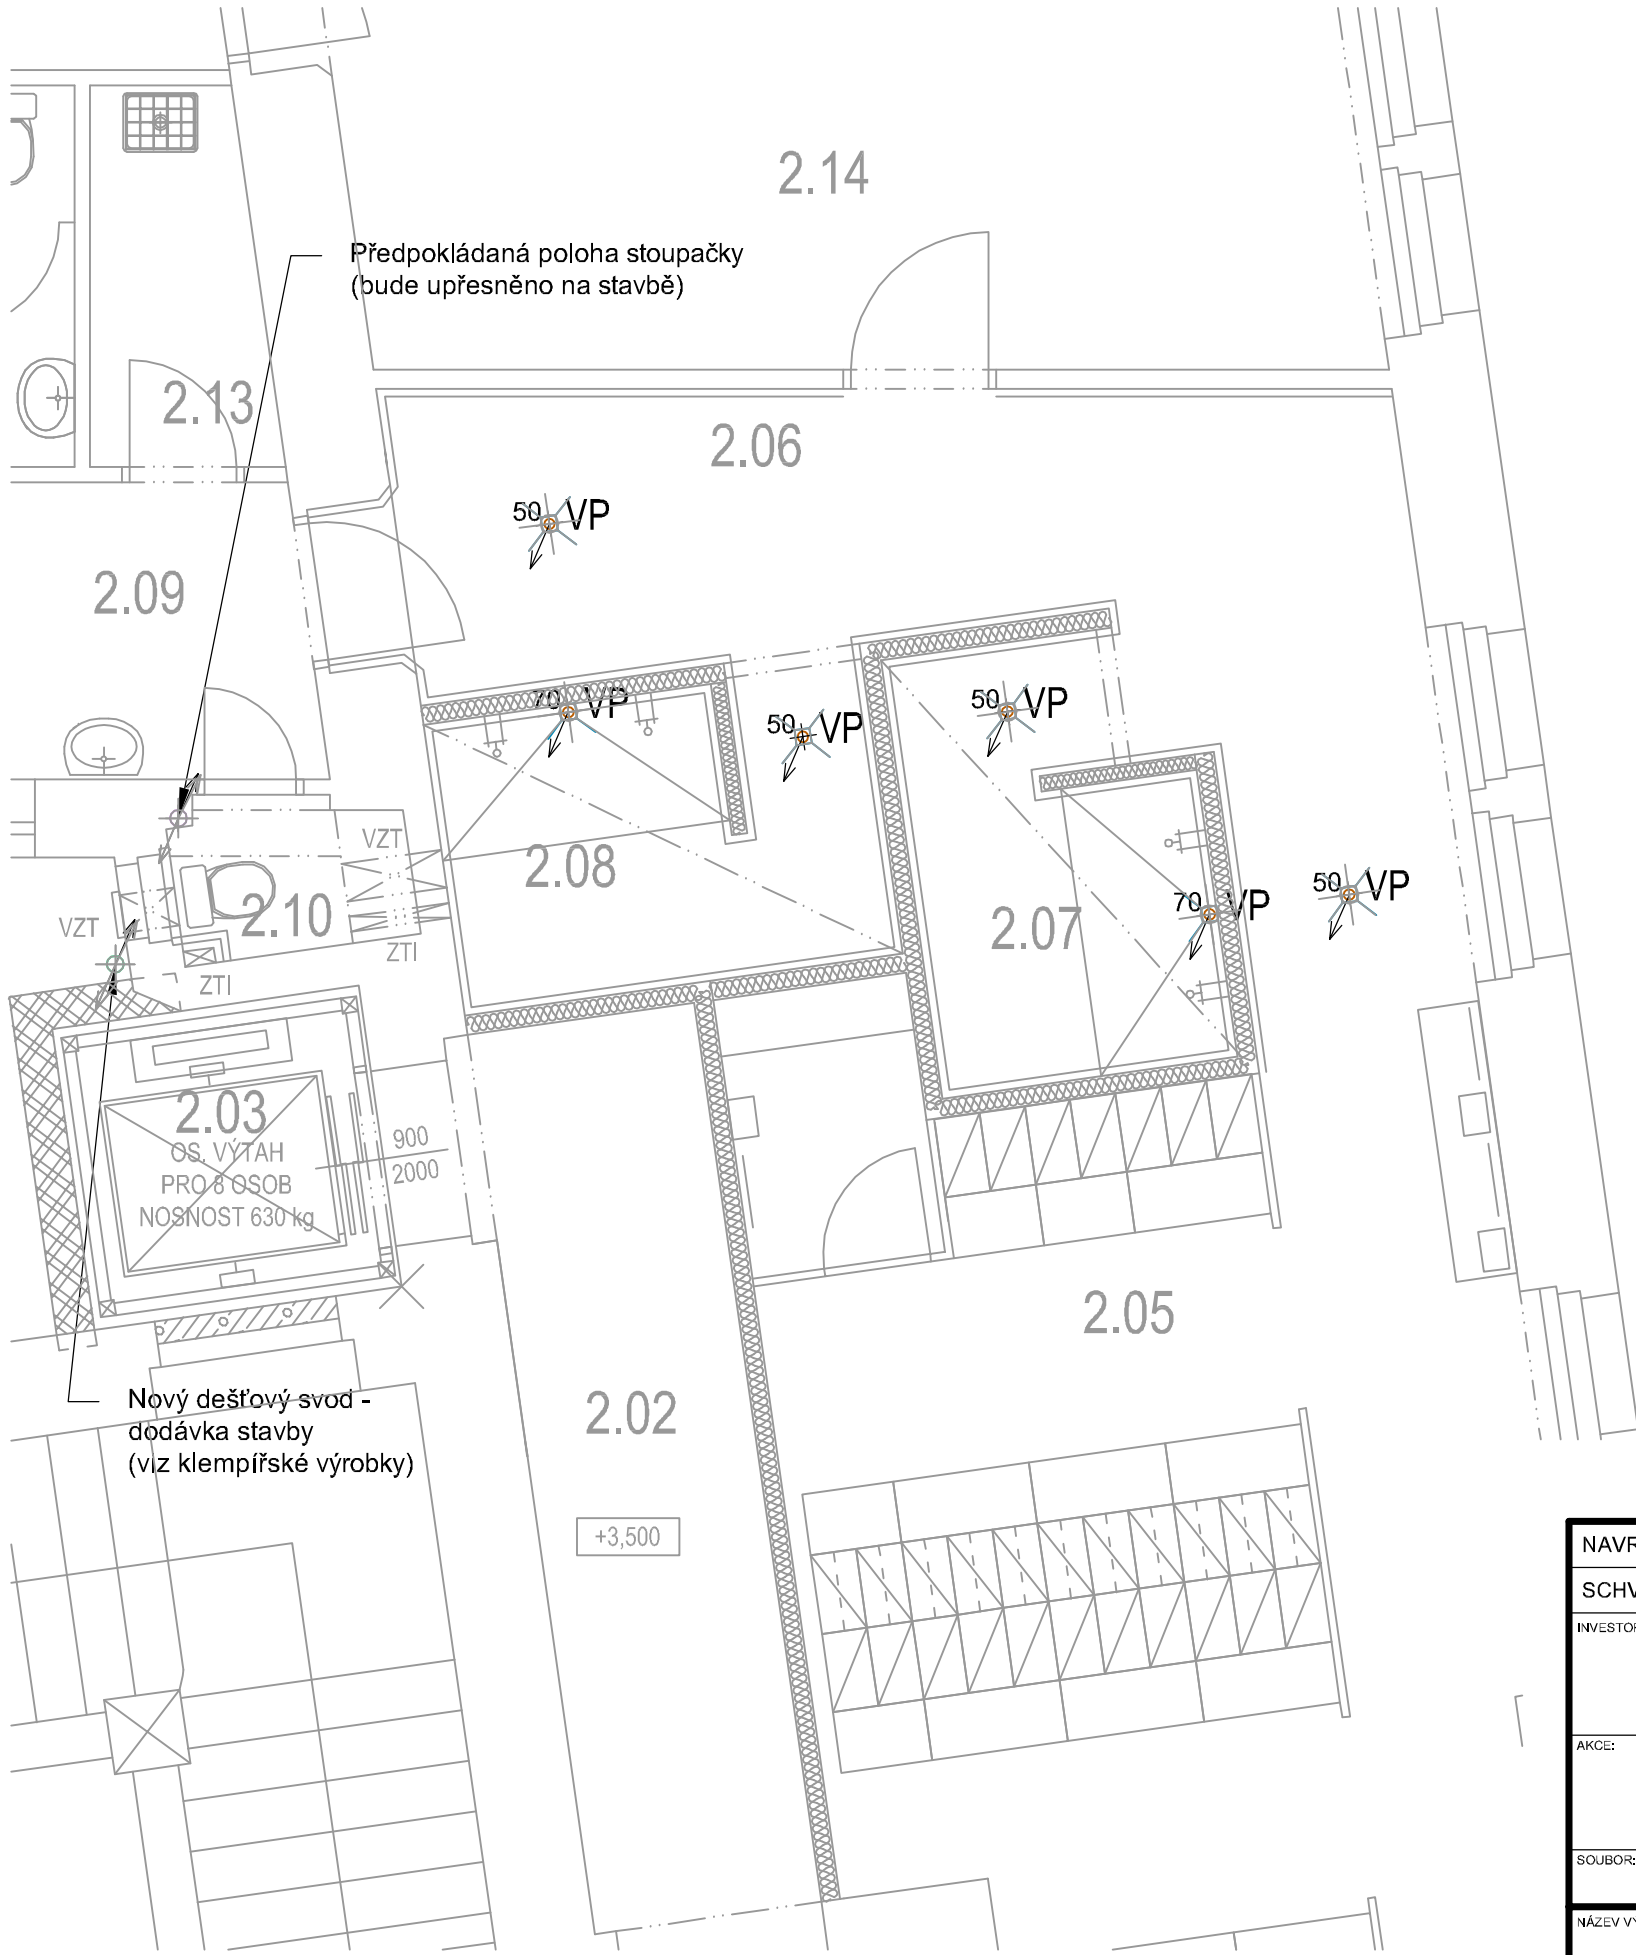 2.14
Předpokládaná poloha stoupačky
(bude upřesněno na stavbě)
2.13
2.06
50 VP
2.09
70 VP
50 VP
50 VP
VZT
2.08
2.10
70 VP
50 VP
2.07
VZT
ZTI
ZTI
2.03
OS. VÝTAH
PRO 8 OSOB
NOSNOST 630 kg
900
2000
2.05
Nový dešťový svod -
dodávka stavby
(viz klempířské výrobky)
2.02
+3,500
NAVR
SCHV
INVESTOR
AKCE:
SOUBOR:
NÁZEV VÝ